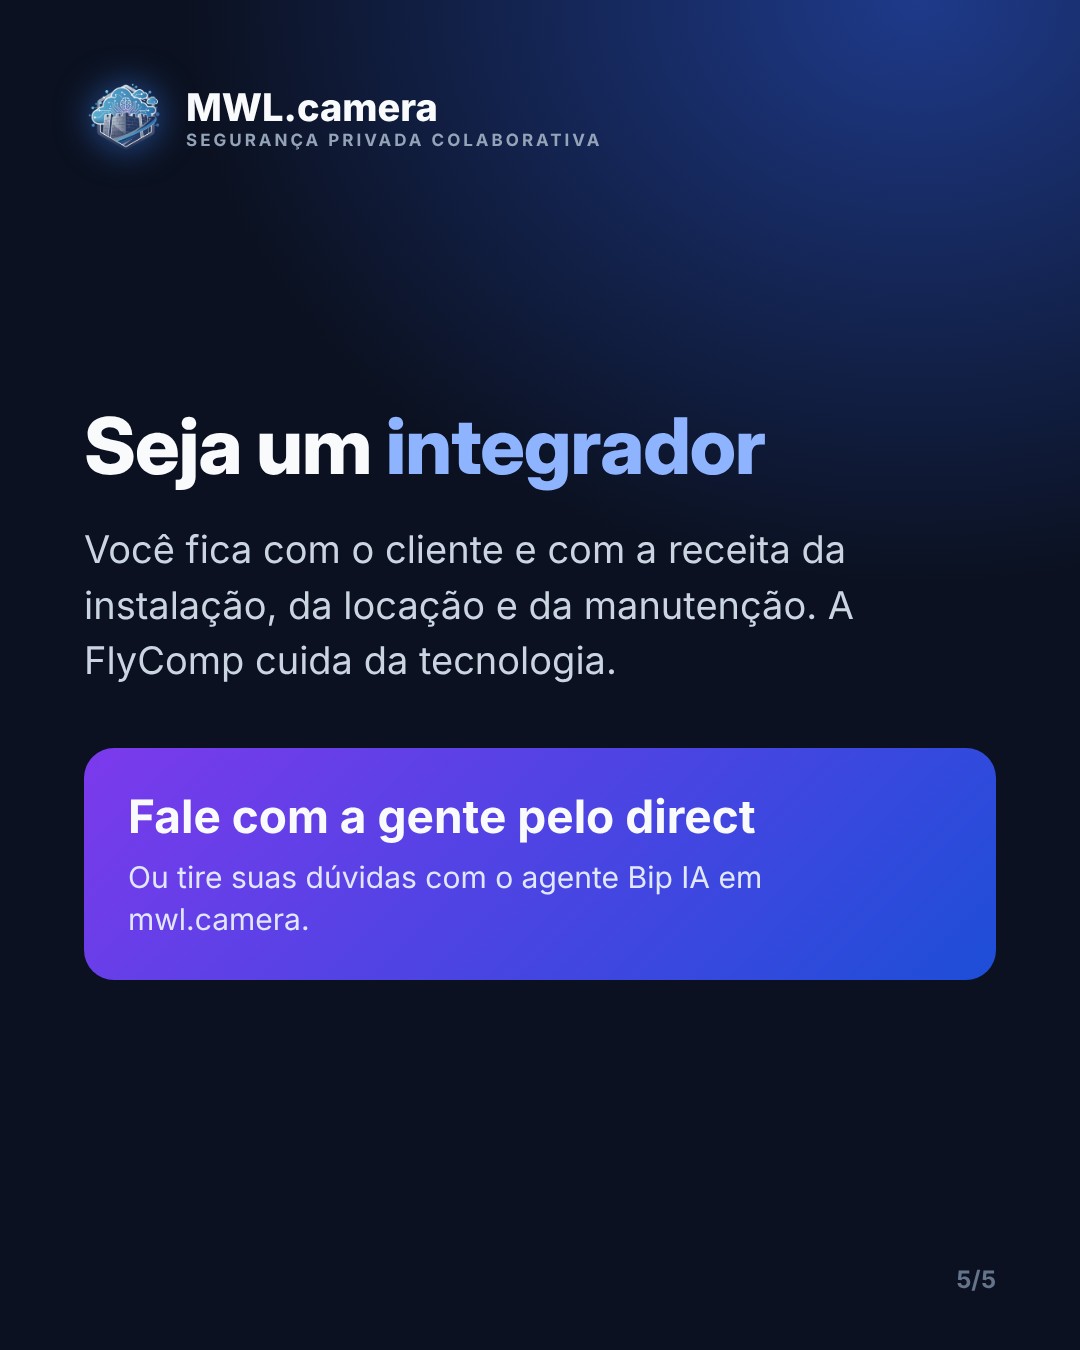 MWL.camera
SEGURANÇA PRIVADA COLABORATIVA
Seja um integrador
Você fica com o cliente e com a receita da
instalação, da locação e da manutenção. A
FlyComp cuida da tecnologia.
Fale com a gente pelo direct
Ou tire suas dúvidas com o agente Bip IA em
mwl.camera.
5/5